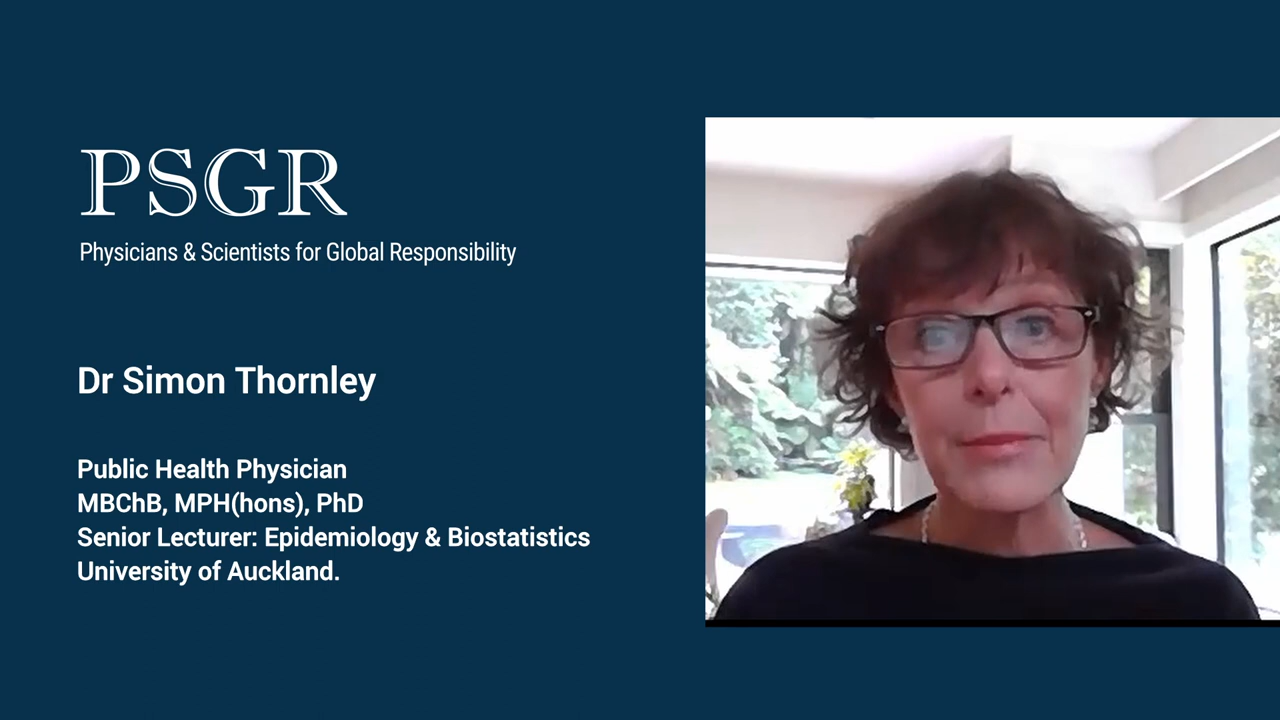 PSGR
Physicians & Scientists for Global Responsibility
Dr Simon Thornley
Public Health Physician
MBChB, MPH(hons), PhD
Senior Lecturer: Epidemiology & Biostatistics
University of Auckland.